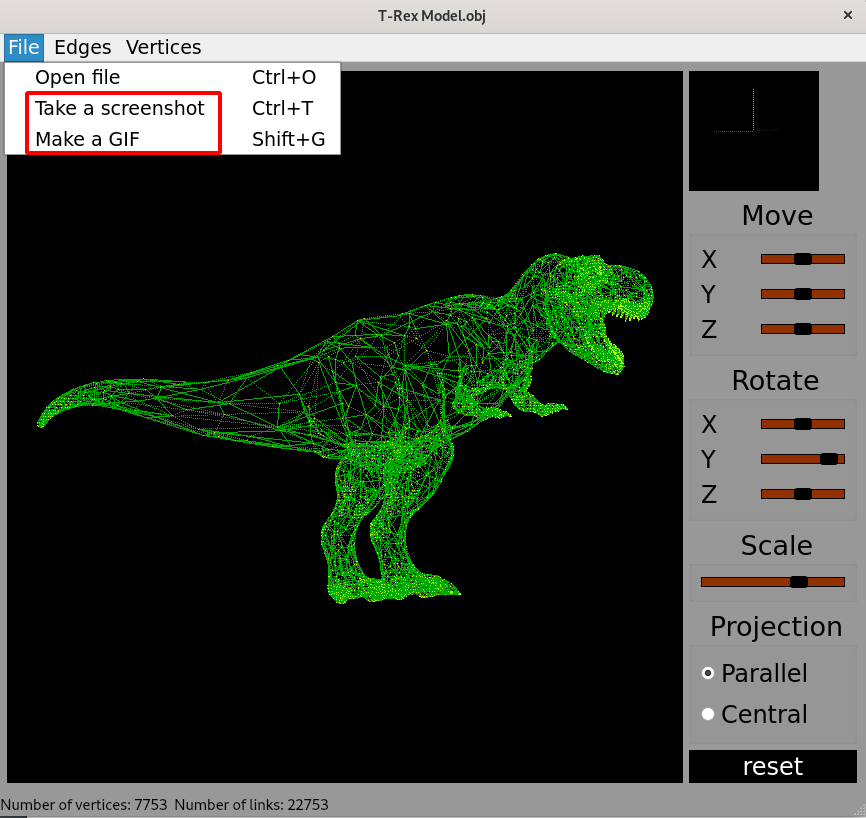 T-Rex Model.obj
×
File Edges Vertices
Open file Ctrl+O
Take a screenshot Ctrl+T
Make a GIF Shift+G
Move
X
Y
Z
Rotate
X
Y
Z
Scale
Projection
Parallel
Central
reset
Number of vertices: 7753 Number of links: 22753